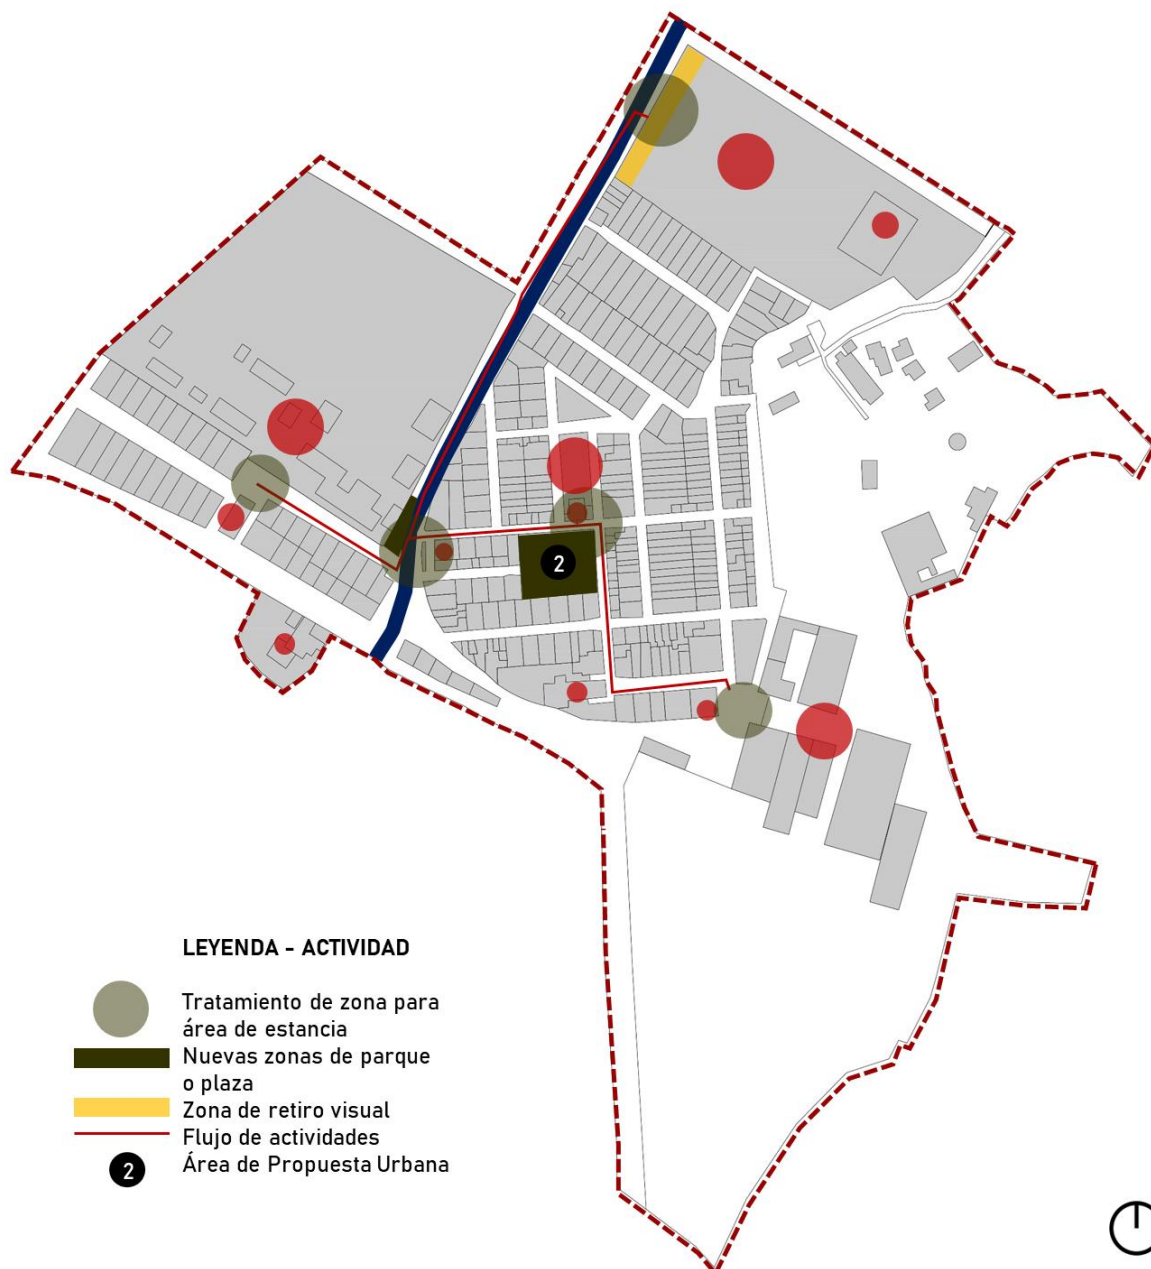 2
LEYENDA - ACTIVIDAD
Tratamiento de zona para
área de estancia
Nuevas zonas de parque
o plaza
Zona de retiro visual
Flujo de actividades
2 Área de Propuesta Urbana